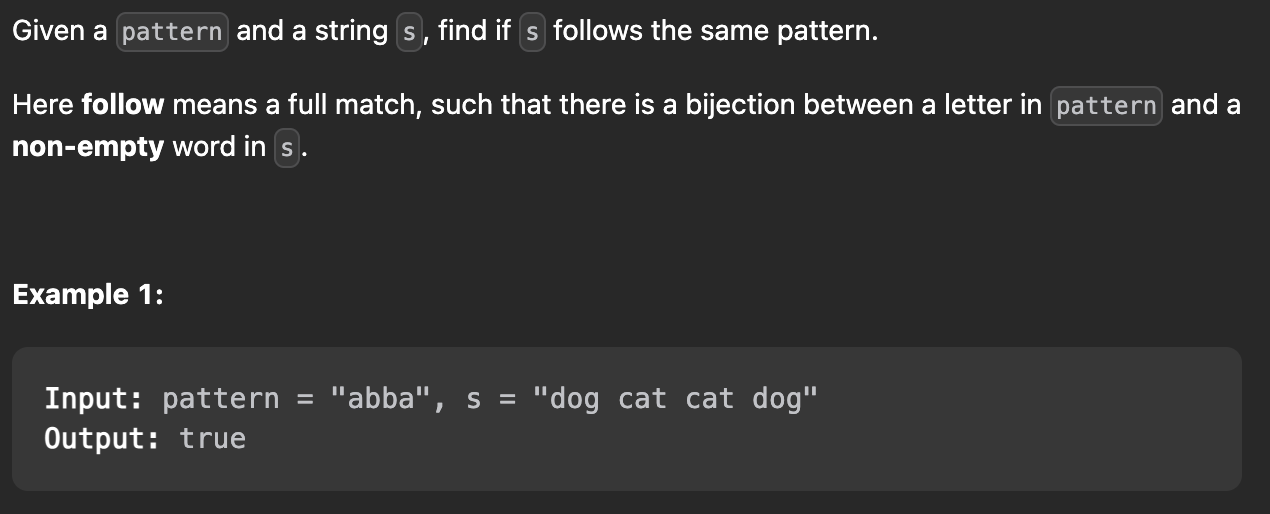 Given a pattern and a string s, find if s follows the same pattern.
Here follow means a full match, such that there is a bijection between a letter in pattern and a
non-empty word in s.
Example 1:
Input: pattern = "abba", s = "dog cat cat dog"
Output: true